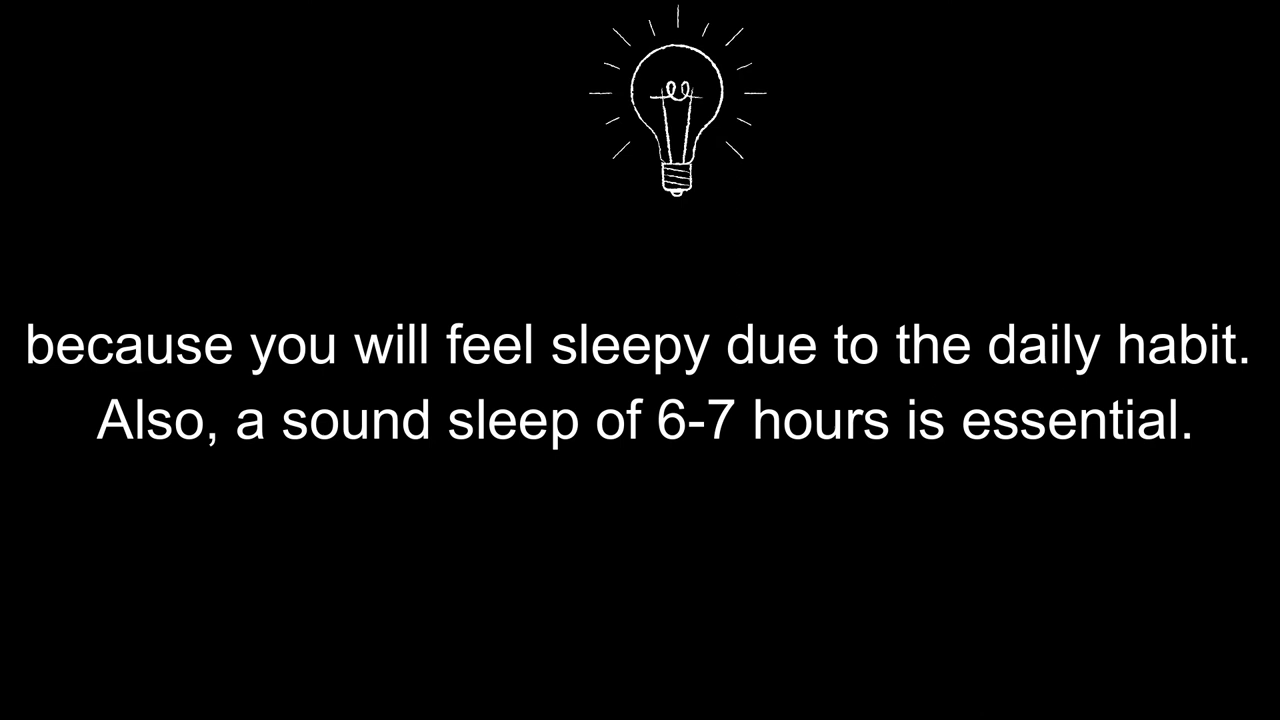 because you will feel sleepy due to the daily habit.
Also, a sound sleep of 6-7 hours is essential.